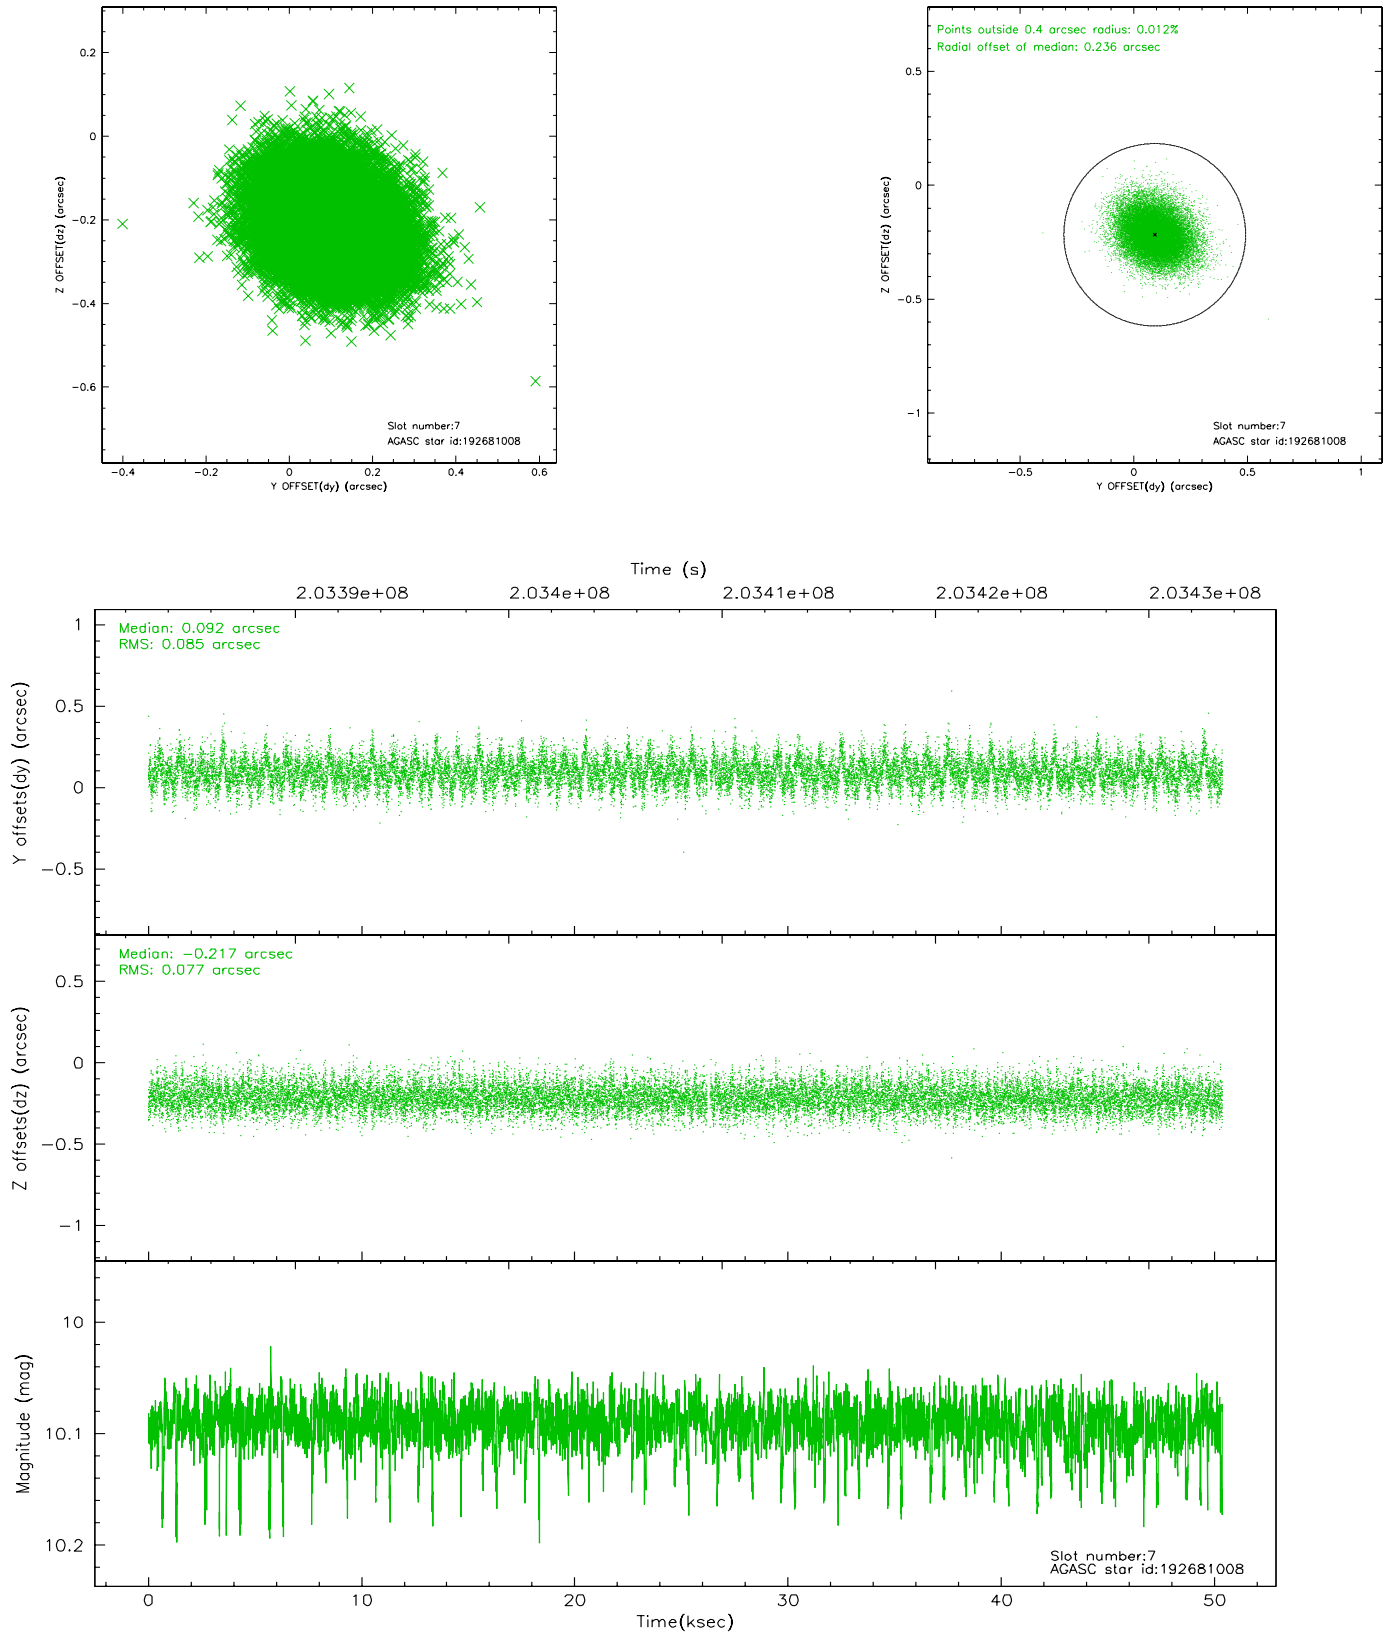 0.2
0
−0.2
−0.4
−0.6
Z OFFSET(dz) (arcsec)
Slot number:7
AGASC star id:192681008
−0.4 −0.2 0 0.2 0.4 0.6
Y OFFSET(dy) (arcsec)
Points outside 0.4 arcsec radius: 0.012%
Radial offset of median: 0.236 arcsec
0.5
0
−0.5
−1
Z OFFSET(dz) (arcsec)
Slot number:7
AGASC star id:192681008
−0.5 0 0.5 1
Y OFFSET(dy) (arcsec)
Time (s)
2.0339e+08 2.034e+08 2.0341e+08 2.0342e+08 2.0343e+08
Median: 0.092 arcsec
RMS: 0.085 arcsec
1
0.5
0
−0.5
Y offsets(dy) (arcsec)
Median: −0.217 arcsec
RMS: 0.077 arcsec
0.5
0
−0.5
−1
Z offsets(dz) (arcsec)
10
10.1
10.2
Magnitude (mag)
Slot number:7
AGASC star id:192681008
0 10 20 30 40 50
Time(ksec)